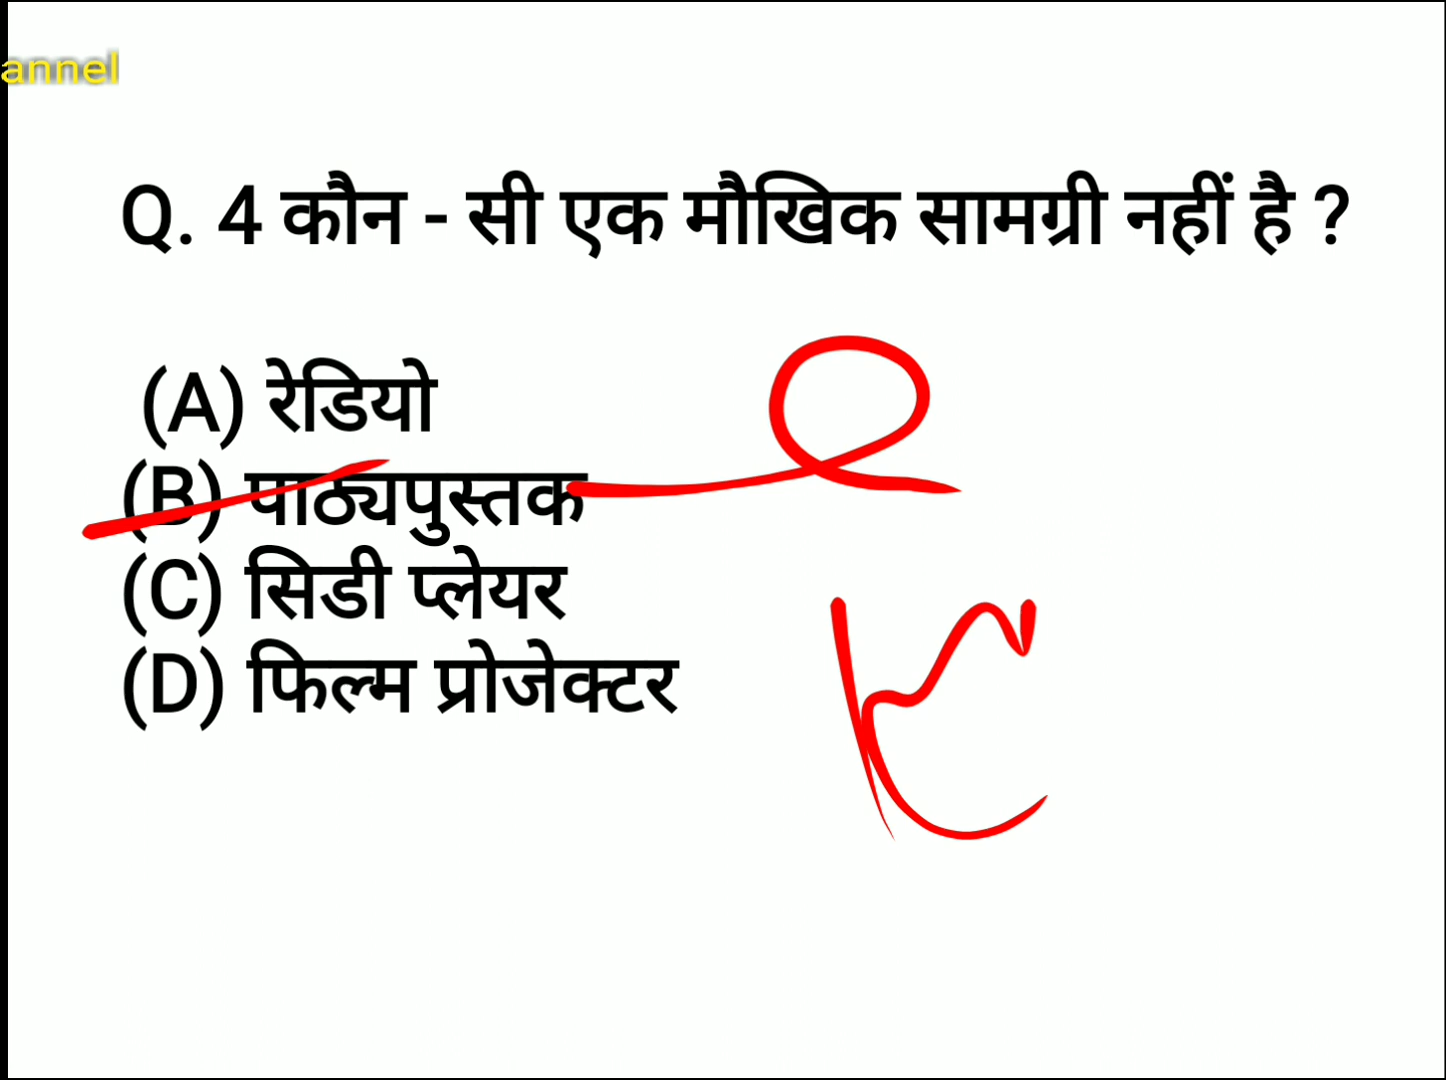 annel
Q. 4 कौन - सी एक मौखिक सामग्री नहीं है ?
(A) रेडियो
(B) पाठ्यपुस्तक
(C) सिडी प्लेयर
(D) फिल्म प्रोजेक्टर